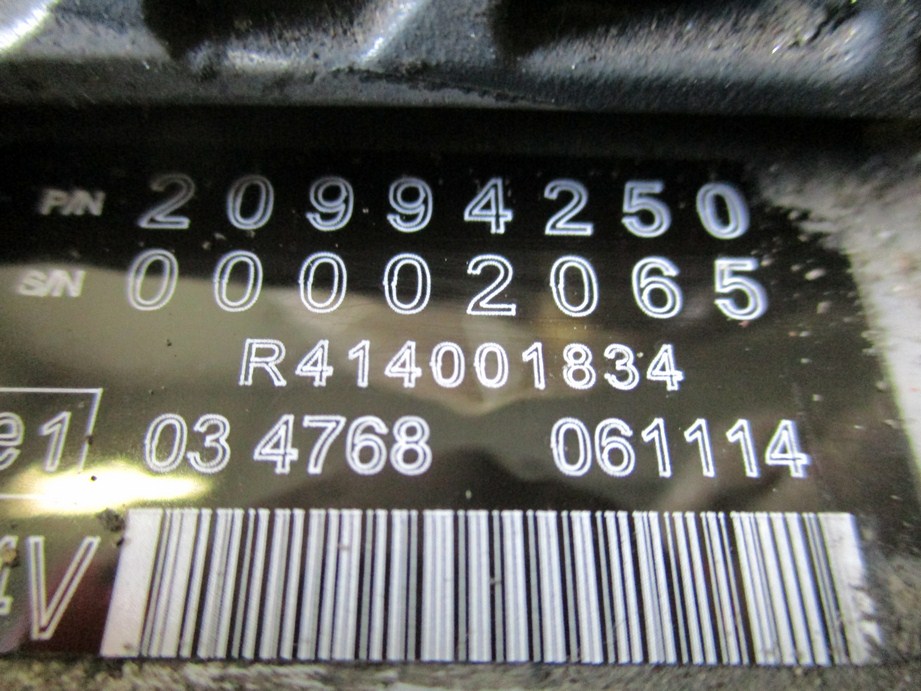 P/N 20994250
S/N 00002065
R414001834
e1 03 4768 061114
4V